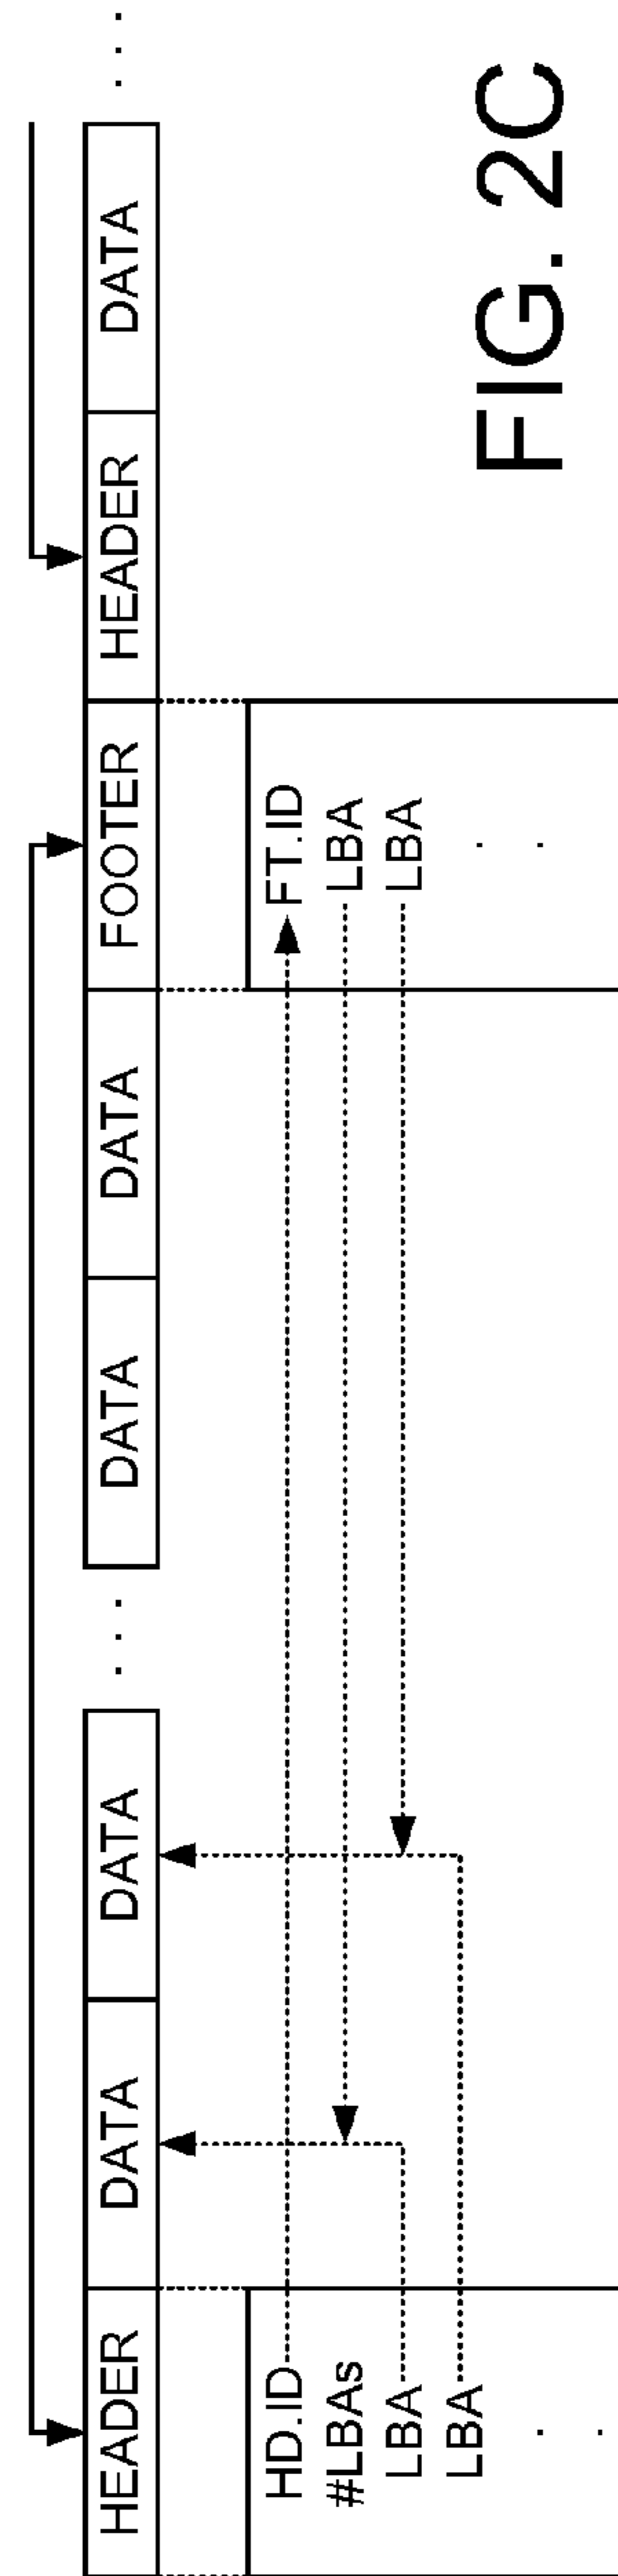 HEADER DATA DATA . . . DATA DATA FOOTER HEADER DATA . . .
HD.ID FT.ID
#LBAs LBA
LBA LBA
LBA
FIG. 2C